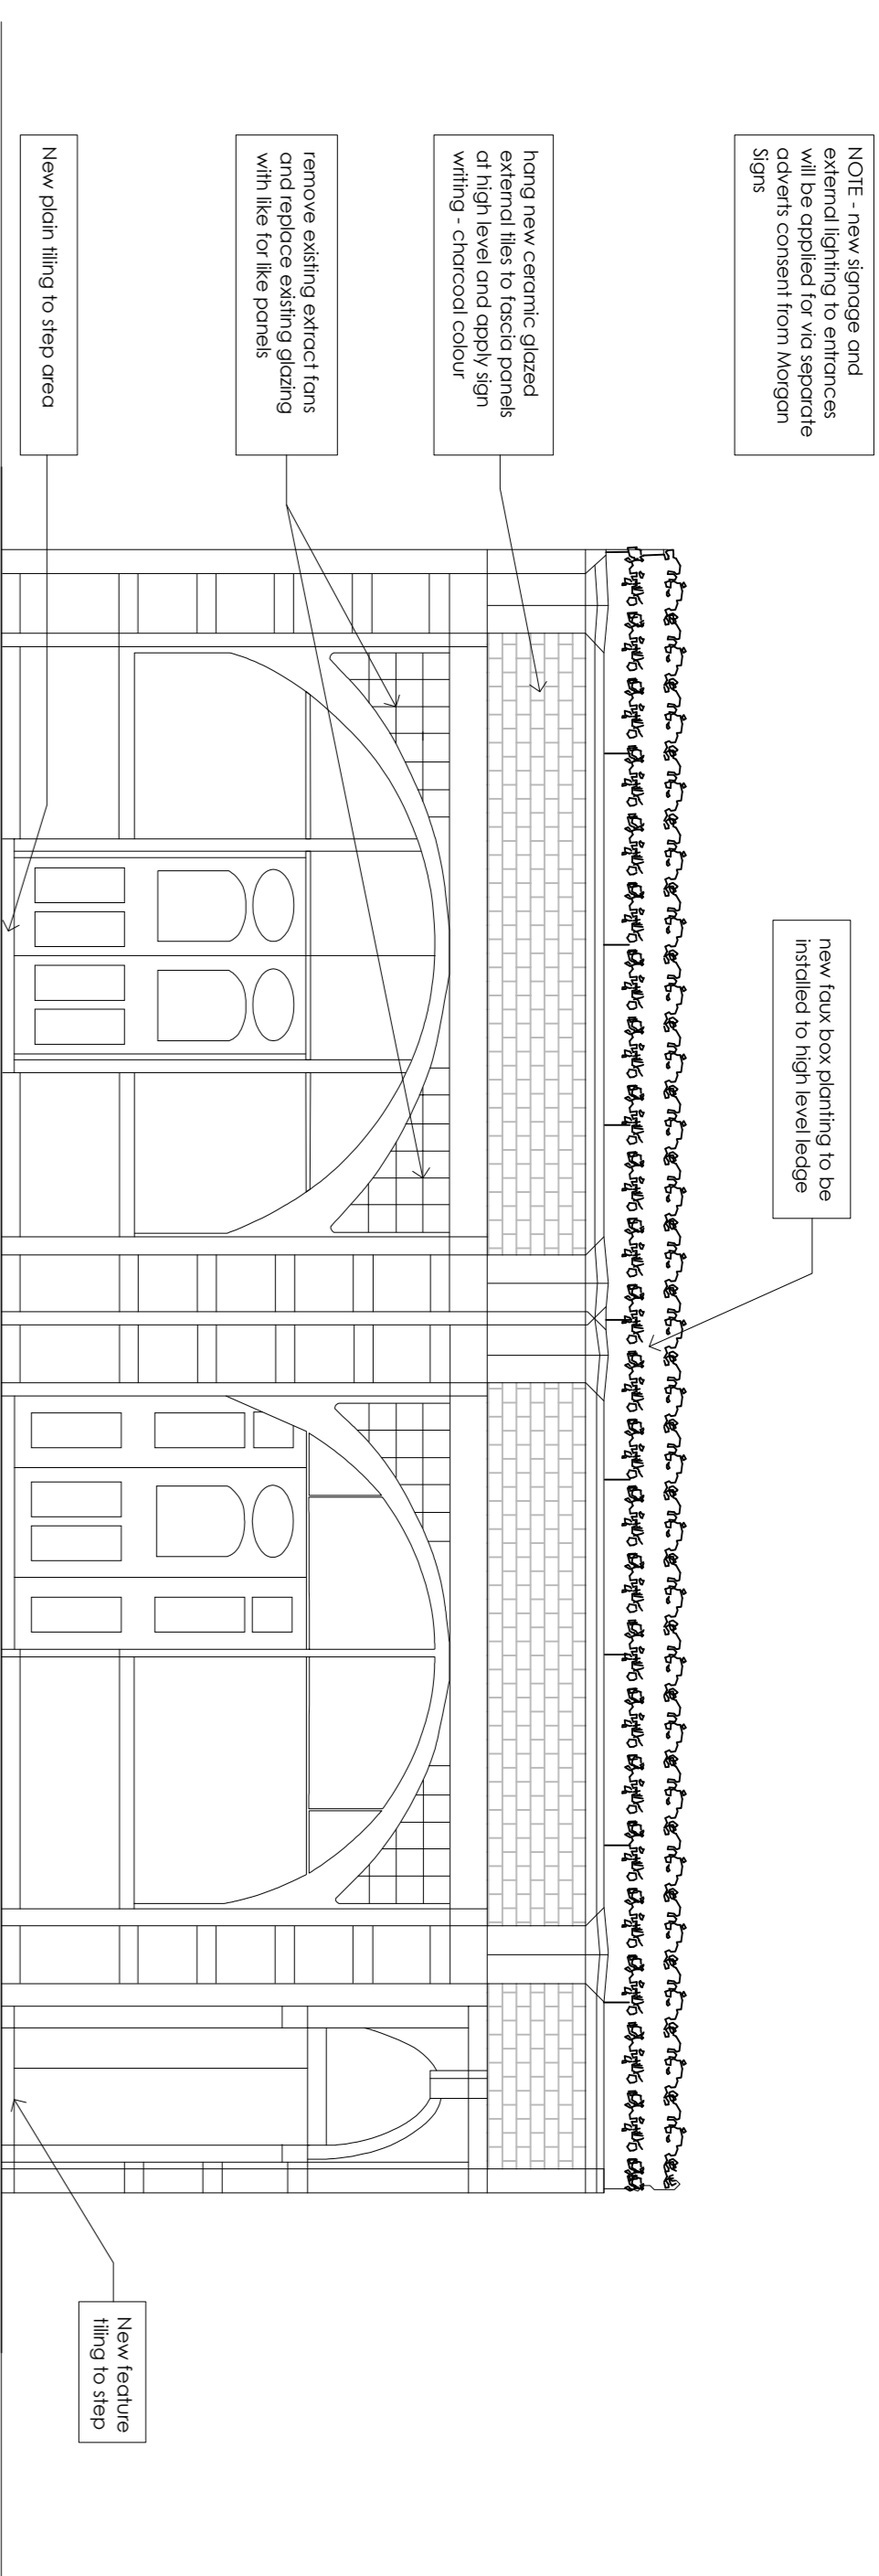 NOTE - new signage and
external lighting to entrances
will be applied for via separate
adverts consent from Morgan
Signs
new faux box planting to be
installed to high level ledge
hang new ceramic glazed
external tiles to fascia panels
at high level and apply sign
writing - charcoal colour
remove existing extract fans
and replace existing glazing
with like for like panels
New plain tiling to step area
New feature
tiling to step